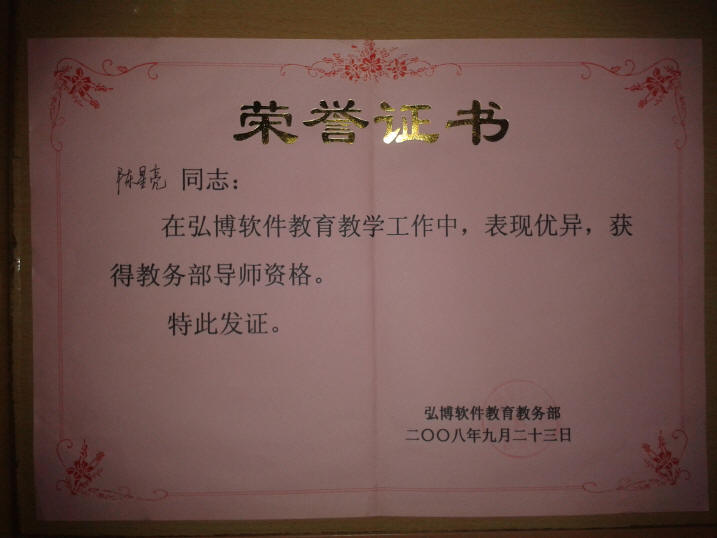 荣誉证书
陈星亮 同志：
在弘博软件教育教学工作中，表现优异，获
得教务部导师资格。
特此发证。
弘博软件教育教务部
二〇〇八年九月二十三日